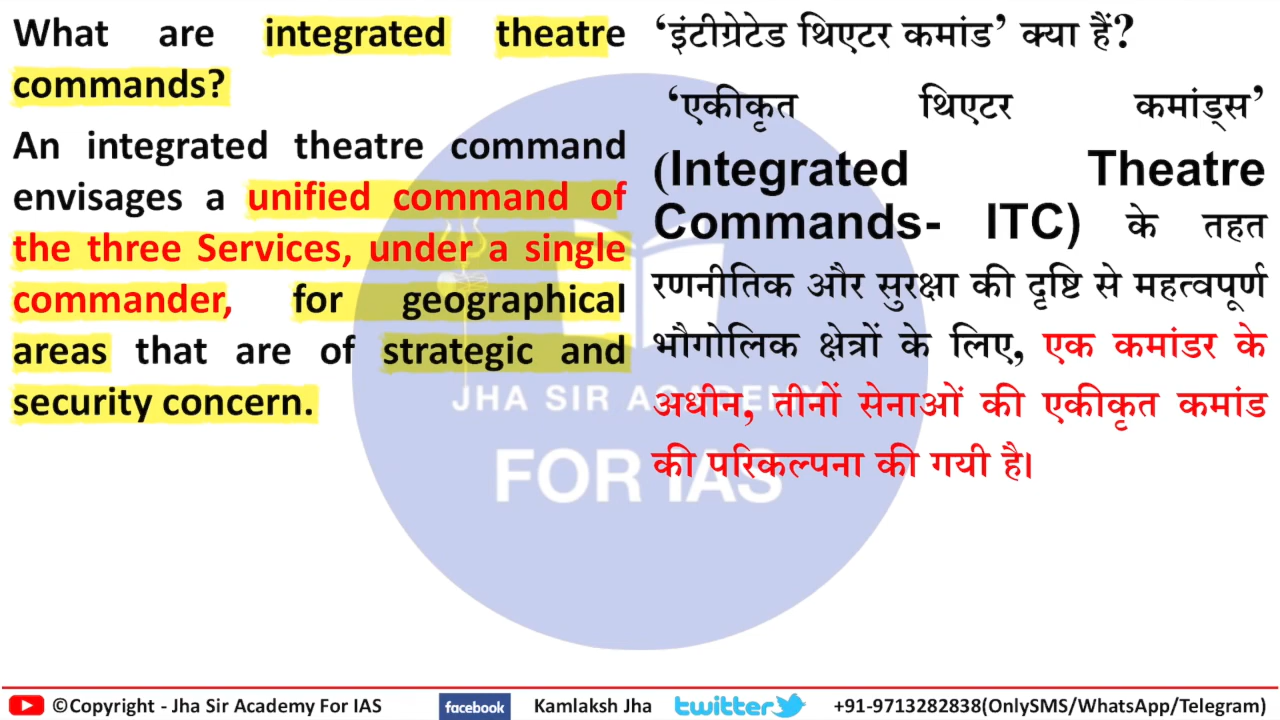 What are integrated theatre
commands?
An integrated theatre command
envisages a unified command of
the three Services, under a single
commander, for geographical
areas that are of strategic and
security concern.
‘इंटीग्रेटेड थिएटर कमांड’ क्या हैं?
‘एकीकृत थिएटर कमांड्स’
(Integrated Theatre
Commands- ITC) के तहत
रणनीतिक और सुरक्षा की दृष्टि से महत्वपूर्ण
भौगोलिक क्षेत्रों के लिए, एक कमांडर के
अधीन, तीनों सेनाओं की एकीकृत कमांड
की परिकल्पना की गयी है।
JHA SIR ACADEMY
FOR IAS
©Copyright - Jha Sir Academy For IAS facebook Kamlaksh Jha twitter +91-9713282838(OnlySMS/WhatsApp/Telegram)